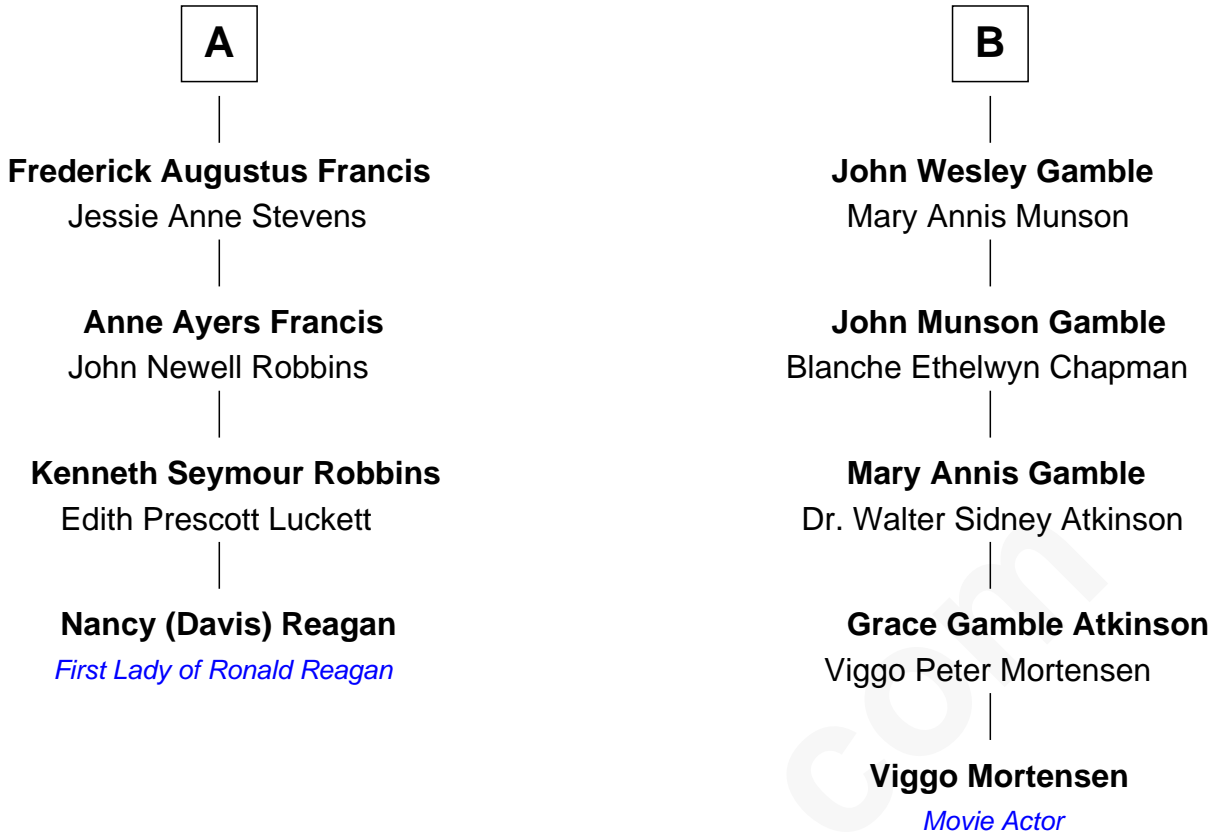 A
Frederick Augustus Francis
Jessie Anne Stevens
Anne Ayers Francis
John Newell Robbins
Kenneth Seymour Robbins
Edith Prescott Luckett
Nancy (Davis) Reagan
First Lady of Ronald Reagan
B
John Wesley Gamble
Mary Annis Munson
John Munson Gamble
Blanche Ethelwyn Chapman
Mary Annis Gamble
Dr. Walter Sidney Atkinson
Grace Gamble Atkinson
Viggo Peter Mortensen
Viggo Mortensen
Movie Actor
com